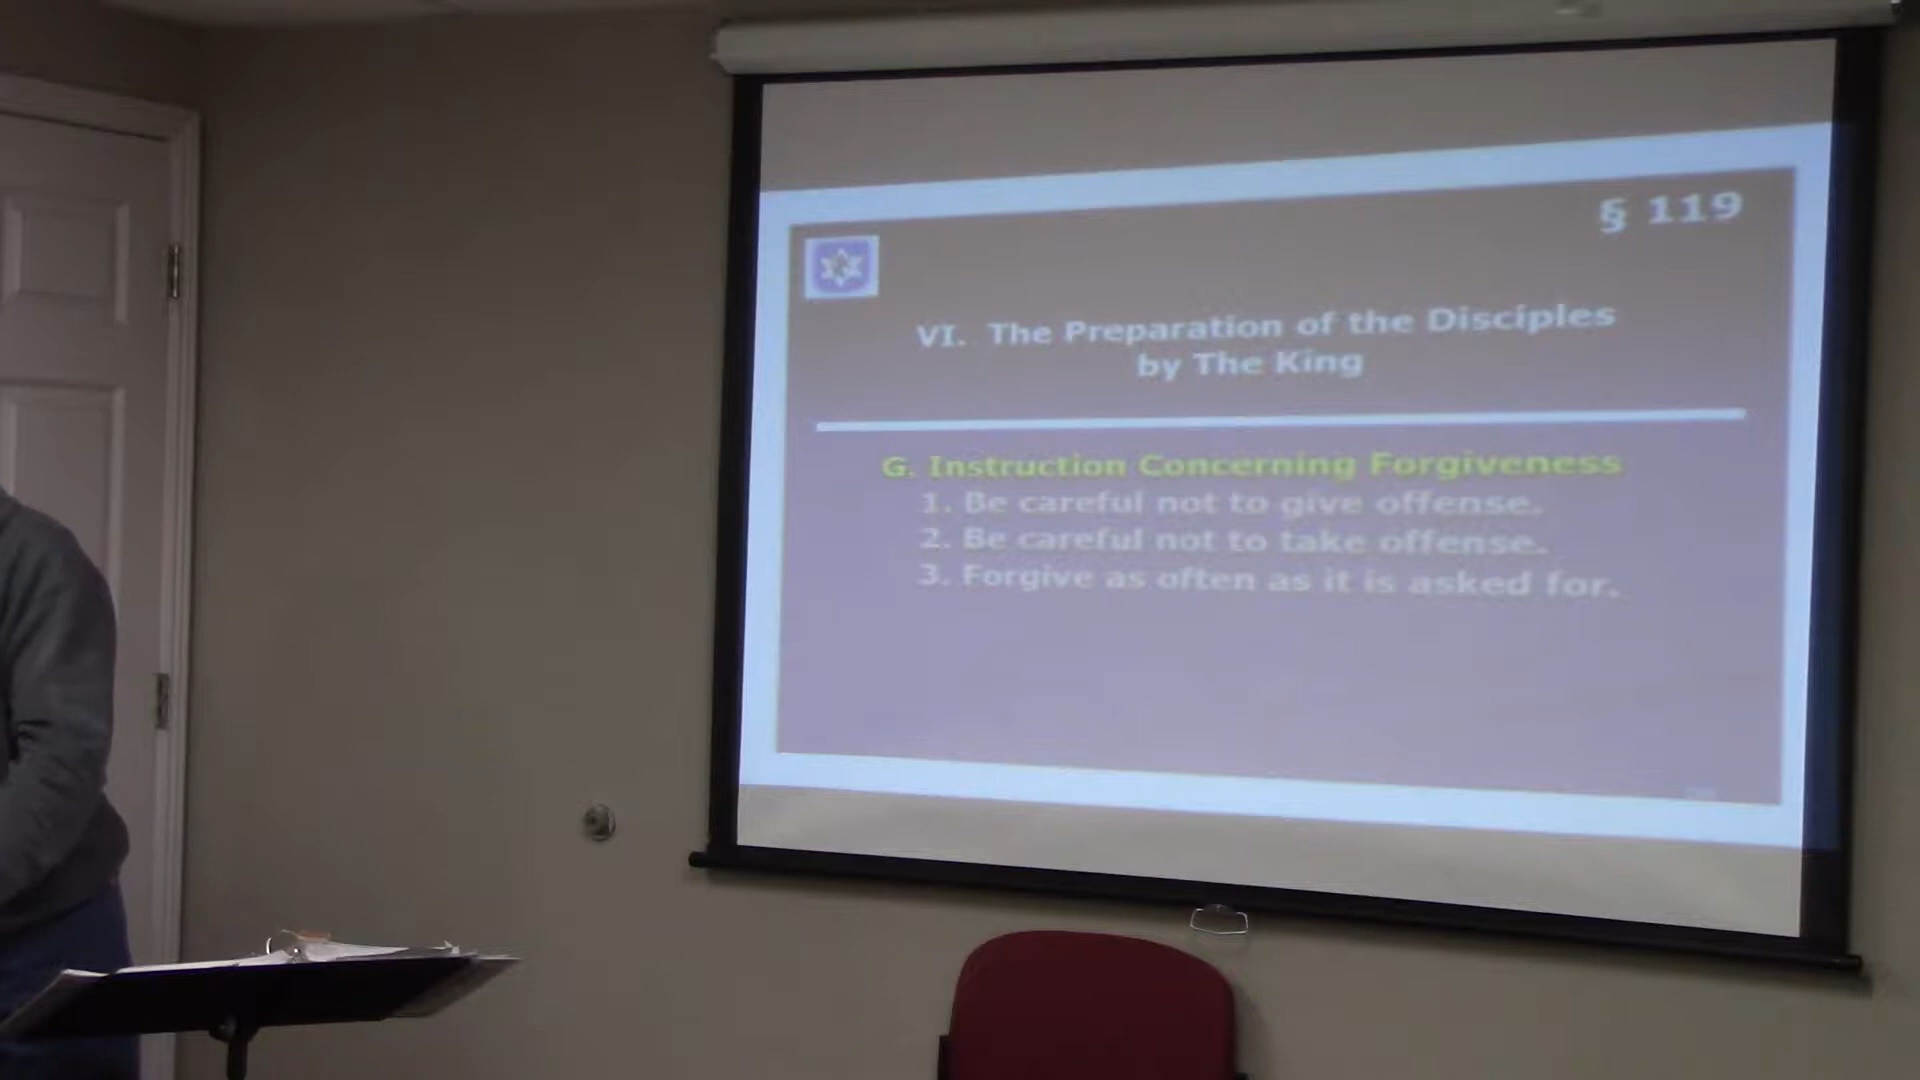 § 119
VI. The Preparation of the Disciples
by The King
G. Instruction Concerning Forgiveness
1. Be careful not to give offense.
2. Be careful not to take offense.
3. Forgive as often as it is asked for.